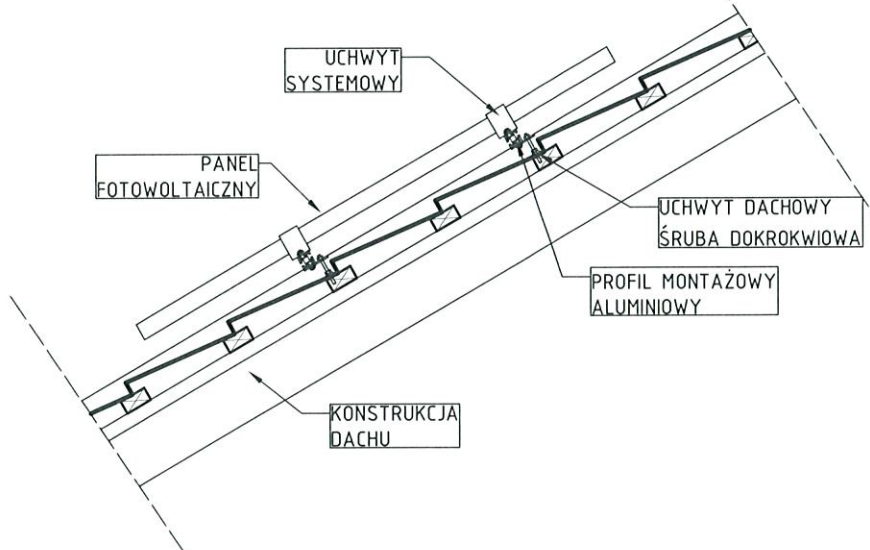 UCHWYT
SYSTEMOWY
PANEL
FOTOWOLTAICZNY
UCHWYT DACHOWY
ŚRUBA DOKROKWIOWA
PROFIL MONTAŻOWY
ALUMINIOWY
KONSTRUKCJA
DACHU